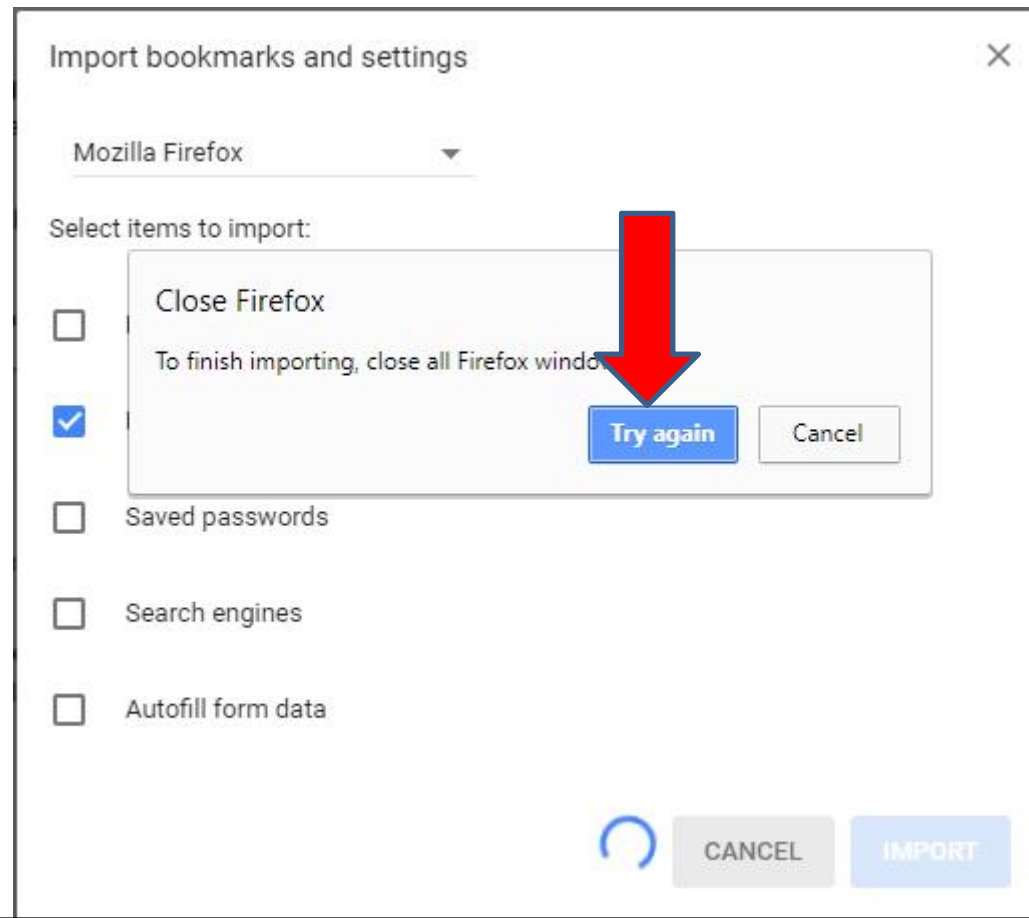 Import bookmarks and settings
Mozilla Firefox
Select items to import:
Close Firefox
To finish importing, close all Firefox
Try again
Cancel
Saved passwords
Search engines
Autofill form data
CANCEL
IMPORT